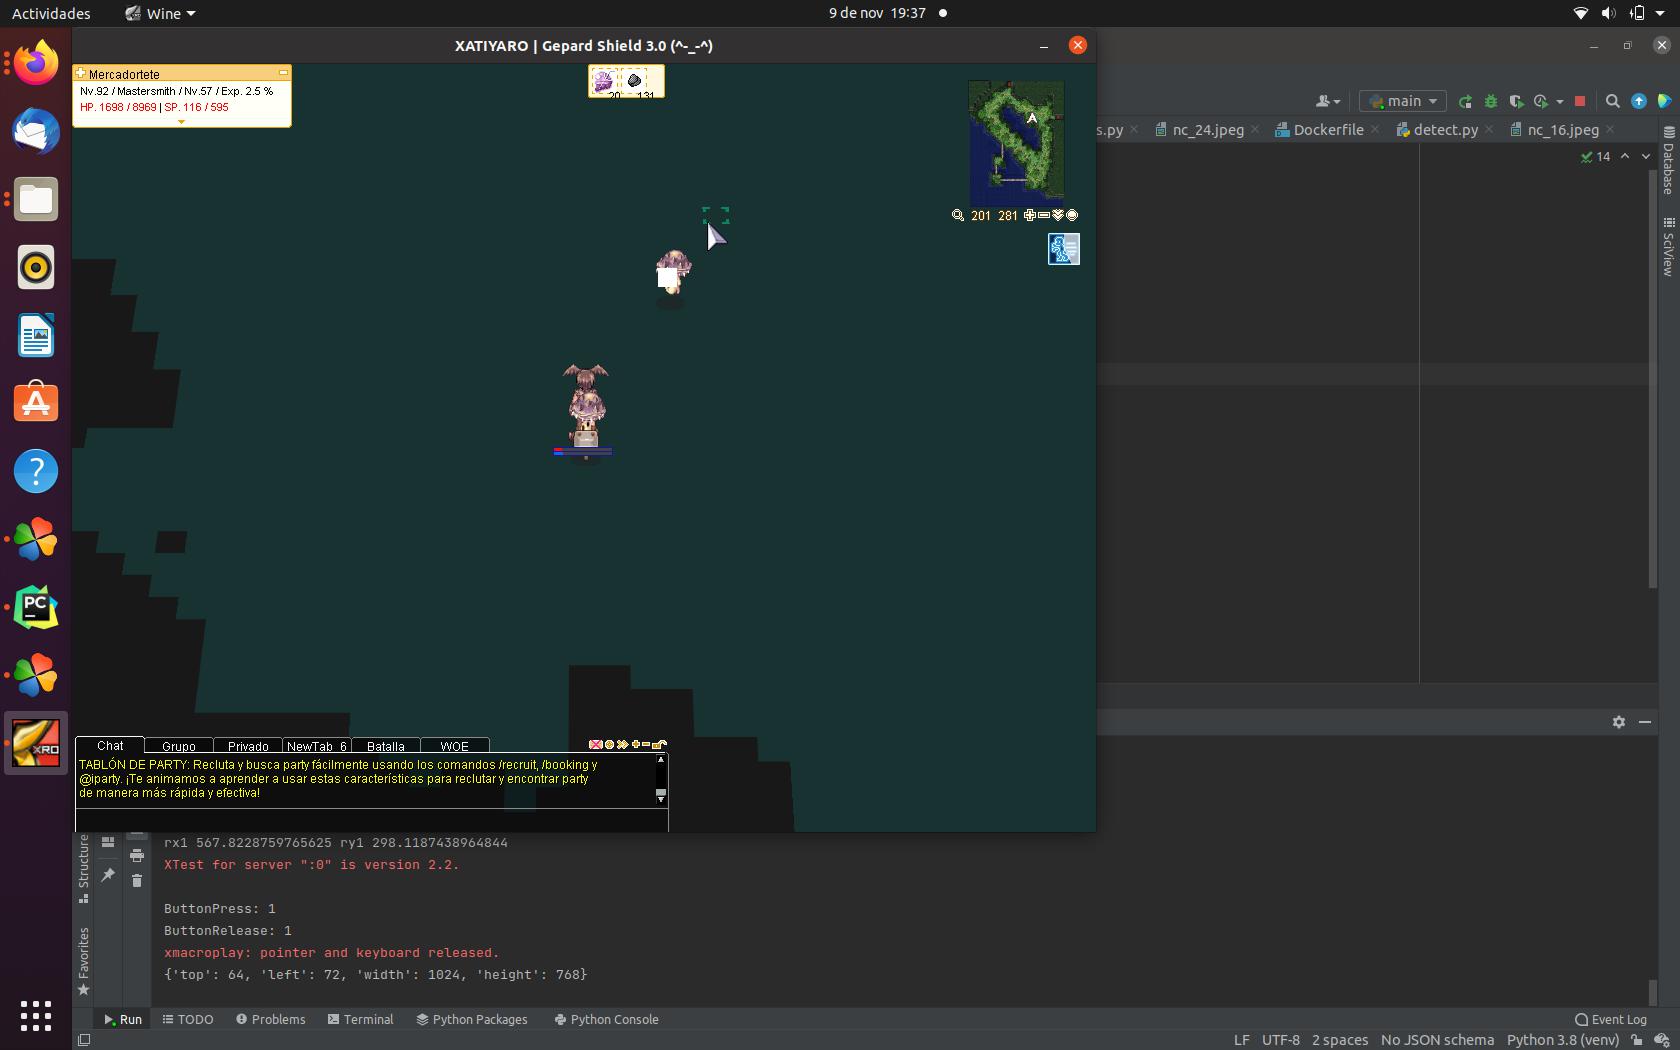 Actividades
Wine
9 de nov 19:37
XATIYARO | Gepard Shield 3.0 (^-_-^)
Mercadortete
Nv.92 / Mastersmith / Nv.57 / Exp. 2.5 %
HP. 1698 / 8969 | SP. 116 / 595
20 131
201 281
main
s.py nc_24.jpeg Dockerfile detect.py nc_16.jpeg
14
Database
SciView
PC
XRO
Chat Grupo Privado NewTab_6 Batalla WOE
TABLÓN DE PARTY: Recluta y busca party fácilmente usando los comandos /recruit, /booking y
@iparty. ¡Te animamos a aprender a usar estas características para reclutar y encontrar party
de manera más rápida y efectiva!
Structure
Favorites
rx1 567.8228759765625 ry1 298.1187438964844
XTest for server ":0" is version 2.2.
ButtonPress: 1
ButtonRelease: 1
xmacroplay: pointer and keyboard released.
{'top': 64, 'left': 72, 'width': 1024, 'height': 768}
Run TODO Problems Terminal Python Packages Python Console Event Log
LF UTF-8 2 spaces No JSON schema Python 3.8 (venv)